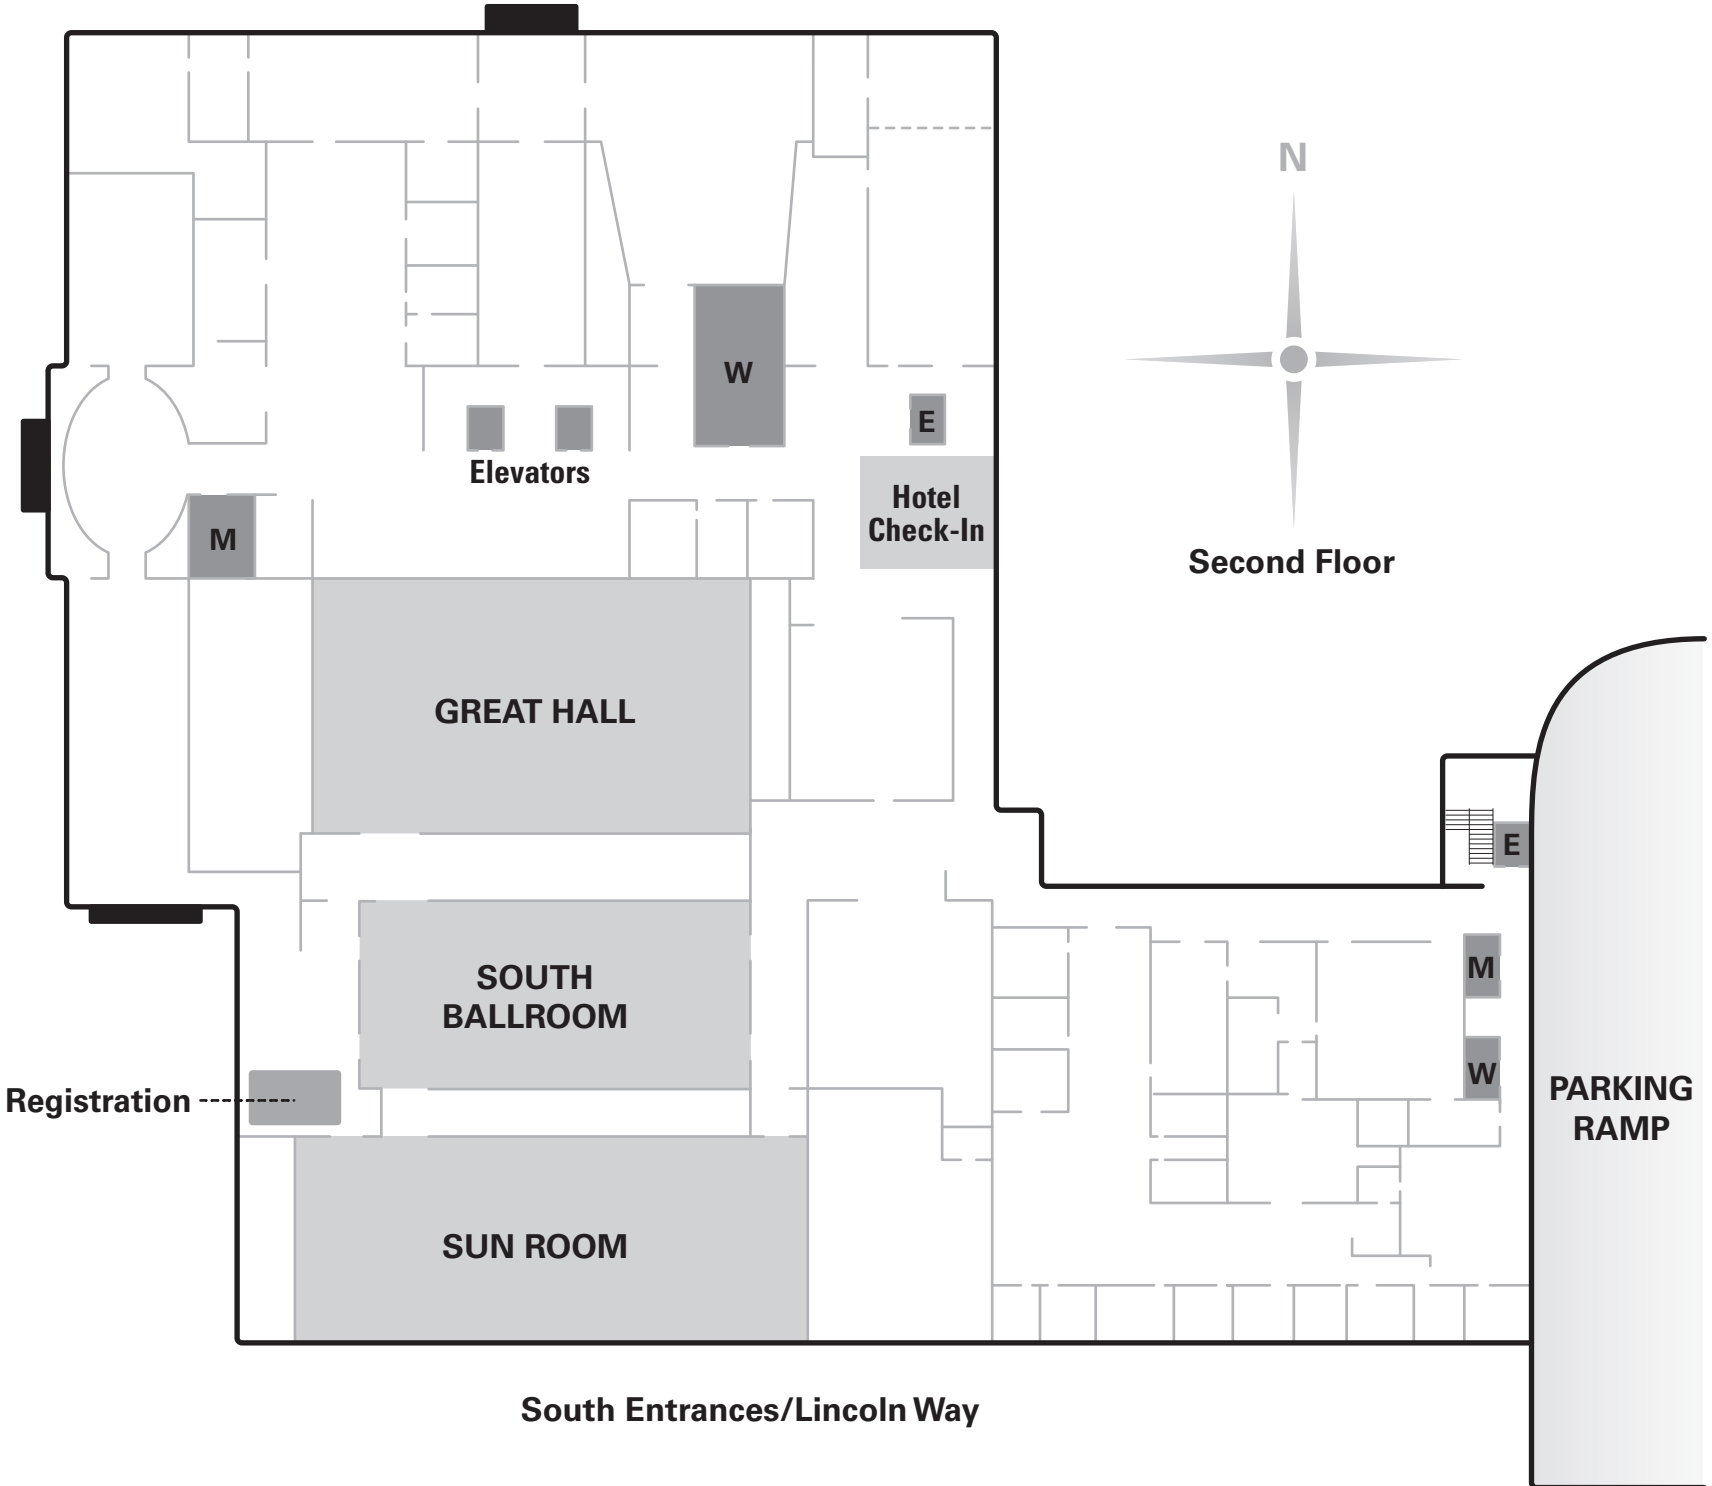 N
W
E
Elevators
Hotel
Check-In
M
Second Floor
GREAT HALL
E
SOUTH
BALLROOM
M
W
Registration
PARKING
RAMP
SUN ROOM
South Entrances/Lincoln Way